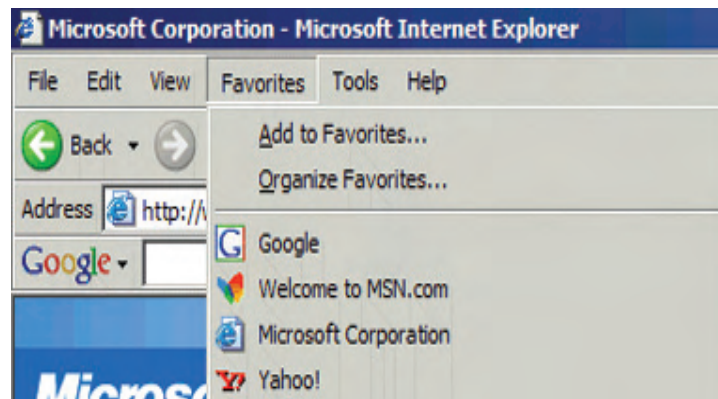 Microsoft Corporation - Microsoft Internet Explorer
File Edit View Favorites Tools Help
Back
Add to Favorites...
Organize Favorites...
Address http://
Google
Google
Welcome to MSN.com
Microsoft Corporation
Yahoo!